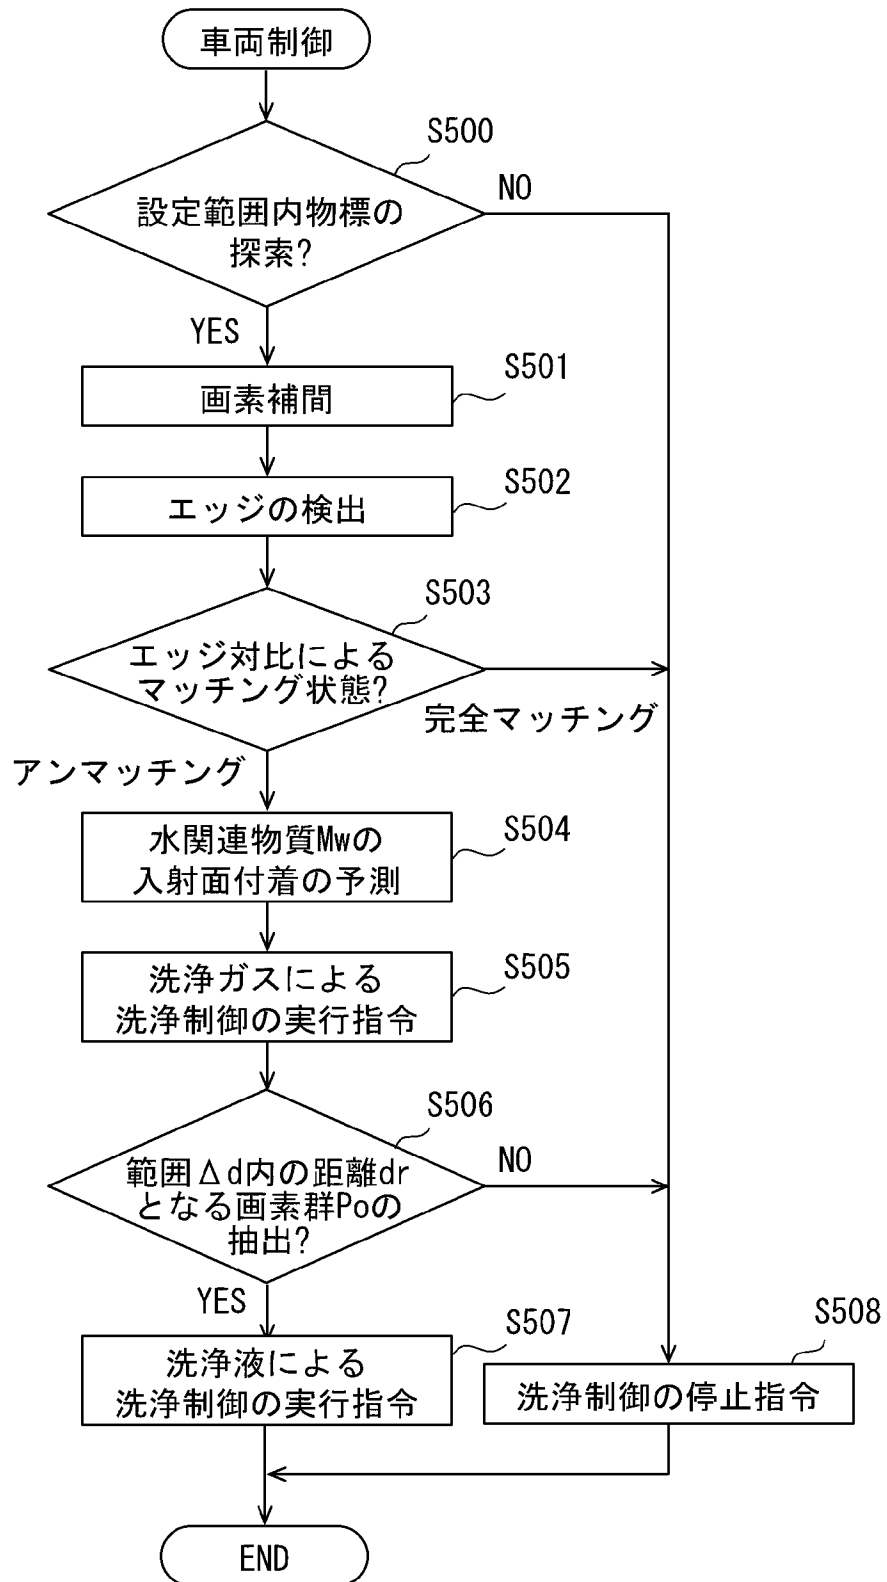 車両制御
S500
設定範囲内物標の
探索?
NO
YES
S501
画素補間
S502
エッジの検出
S503
エッジ対比による
マッチング状態?
完全マッチング
アンマッチング
S504
水関連物質Mwの
入射面付着の予測
S505
洗浄ガスによる
洗浄制御の実行指令
S506
範囲Δd内の距離dr
となる画素群Poの
抽出?
NO
YES
S507
洗浄液による
洗浄制御の実行指令
S508
洗浄制御の停止指令
END